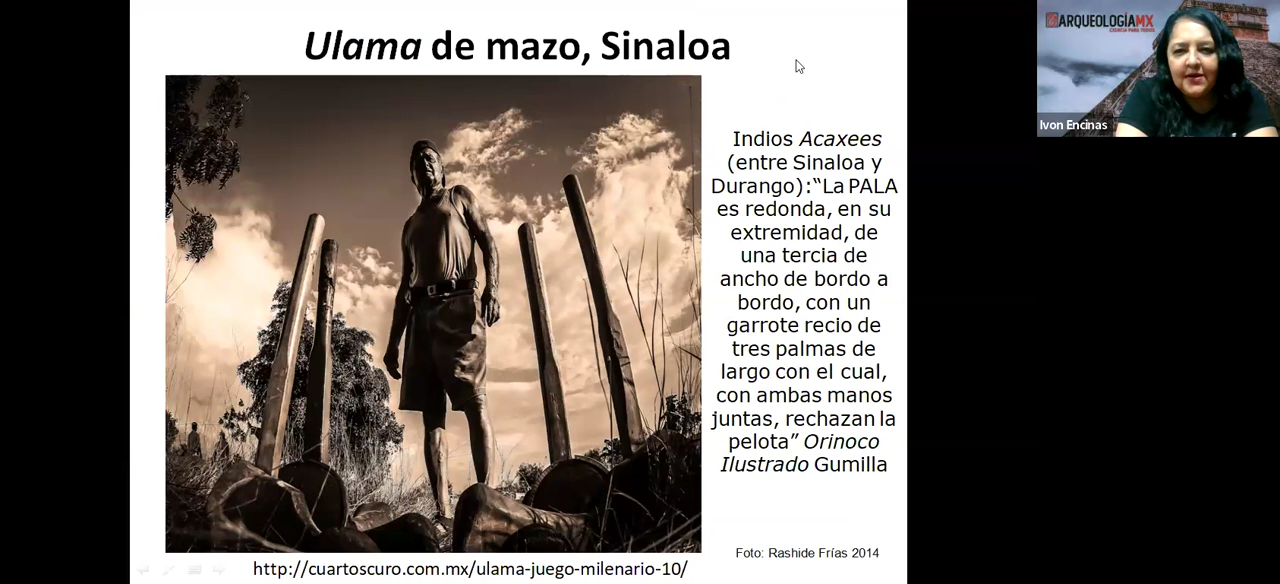 Ulama de mazo, Sinaloa
Indios Acaxees
(entre Sinaloa y
Durango):“La PALA
es redonda, en su
extremidad, de
una tercia de
ancho de bordo a
bordo, con un
garrote recio de
tres palmas de
largo con el cual,
con ambas manos
juntas, rechazan la
pelota” Orinoco
Ilustrado Gumilla
Foto: Rashide Frías 2014
http://cuartoscuro.com.mx/ulama-juego-milenario-10/
ARQUEOLOGÍAMX
CIENCIA PARA TODOS
Ivon Encinas